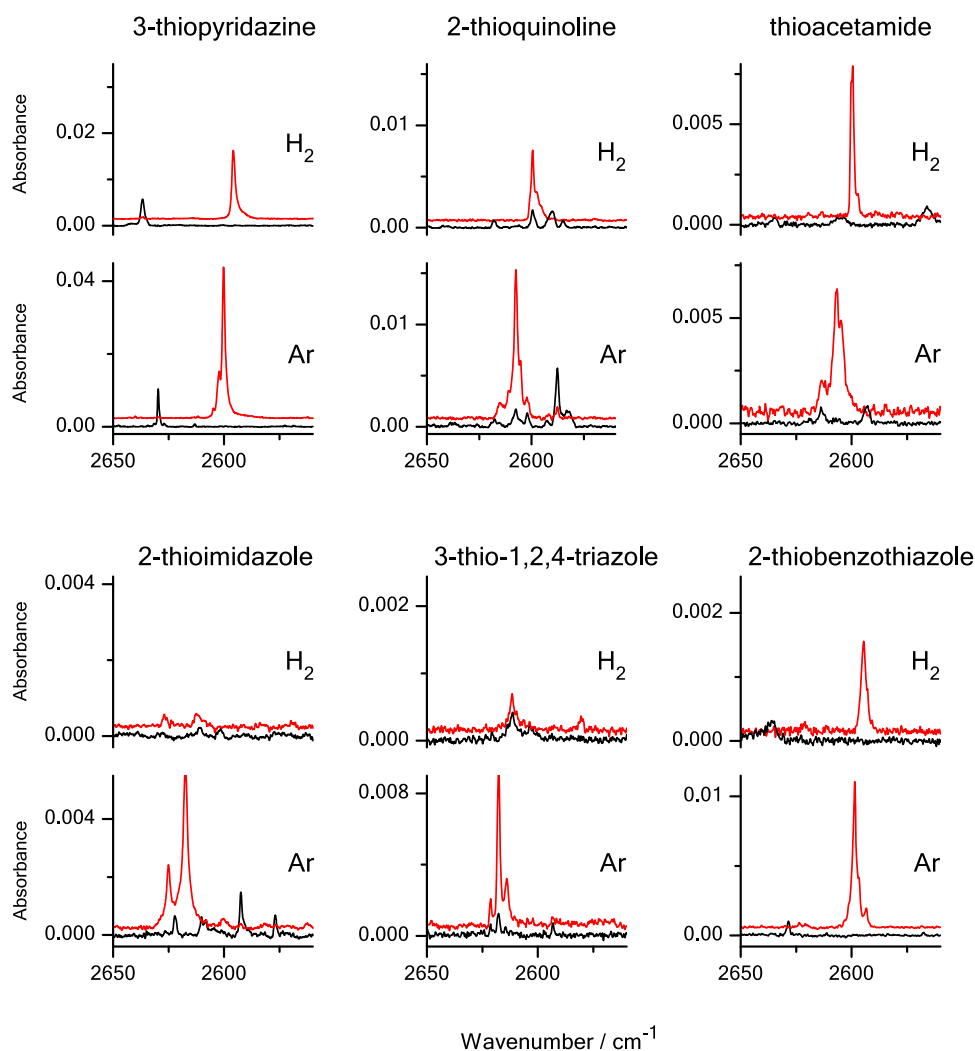 3-thiopyridazine 2-thioquinoline thioacetamide
Absorbance
0.02
0.00
H2
0.01
0.00
H2
0.005
0.000
H2
Absorbance
0.04
0.00
Ar
2650 2600
0.01
0.00
Ar
2650 2600
0.005
0.000
Ar
2650 2600
2-thioimidazole 3-thio-1,2,4-triazole 2-thiobenzothiazole
Absorbance
0.004
0.000
H2
0.002
0.000
H2
0.002
0.000
H2
Absorbance
0.004
0.000
Ar
2650 2600
0.008
0.000
Ar
2650 2600
0.01
0.00
Ar
2650 2600
Wavenumber / cm-1